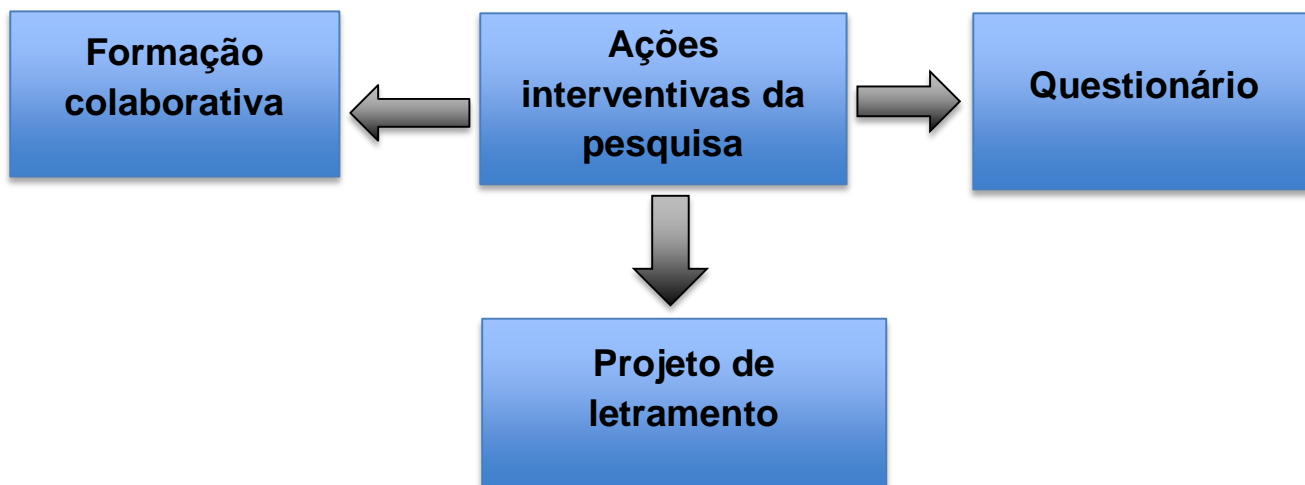 Formação
colaborativa
Ações
interventivas da
pesquisa
Questionário
Projeto de
letramento